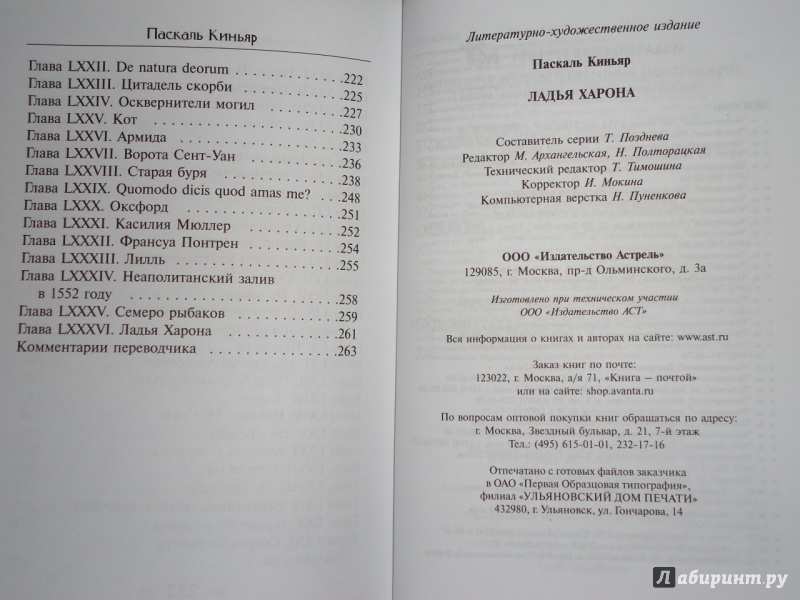 Паскаль Киньяр
Глава LXXII. De natura deorum . . . . . . . . . . . . .222
Глава LXXIII. Цитадель скорби . . . . . . . . . . . . .225
Глава LXXIV. Осквернители могил . . . . . . . . . .227
Глава LXXV. Кот . . . . . . . . . . . . . . . . . . . . . .230
Глава LXXVI. Армида . . . . . . . . . . . . . . . . . . .233
Глава LXXVII. Ворота Сент-Уан . . . . . . . . . . . .236
Глава LXXVIII. Старая буря . . . . . . . . . . . . . . .238
Глава LXXIX. Quomodo dicis quod amas me? . . . .248
Глава LXXX. Оксфорд . . . . . . . . . . . . . . . . . .251
Глава LXXXI. Касилия Мюллер . . . . . . . . . . . .252
Глава LXXXII. Франсуа Понтрен . . . . . . . . . . .254
Глава LXXXIII. Лилль . . . . . . . . . . . . . . . . . .255
Глава LXXXIV. Неаполитанский залив
в 1552 году . . . . . . . . . . . . . . . . . . . . . .258
Глава LXXXV. Семеро рыбаков . . . . . . . . . . . .259
Глава LXXXVI. Ладья Харона . . . . . . . . . . . . .261
Комментарии переводчика . . . . . . . . . . . . . . .263
Литературно-художественное издание
Паскаль Киньяр
ЛАДЬЯ ХАРОНА
Составитель серии Т. Позднева
Редактор М. Архангельская, Н. Полторацкая
Технический редактор Т. Тимошина
Корректор И. Мокина
Компьютерная верстка Н. Пуненкова
ООО «Издательство Астрель»
129085, г. Москва, пр-д Ольминского, д. 3а
Изготовлено при техническом участии
ООО «Издательство АСТ»
Вся информация о книгах и авторах на сайте: www.ast.ru
Заказ книг по почте:
123022, г. Москва, а/я 71, «Книга – почтой»
или на сайте: shop.avanta.ru
По вопросам оптовой покупки книг обращаться по адресу:
г. Москва, Звездный бульвар, д. 21, 7-й этаж
Тел.: (495) 615-01-01, 232-17-16
Отпечатано с готовых файлов заказчика
в ОАО «Первая Образцовая типография»,
филиал «УЛЬЯНОВСКИЙ ДОМ ПЕЧАТИ»
432980, г. Ульяновск, ул. Гончарова, 14
Лабиринт.ру